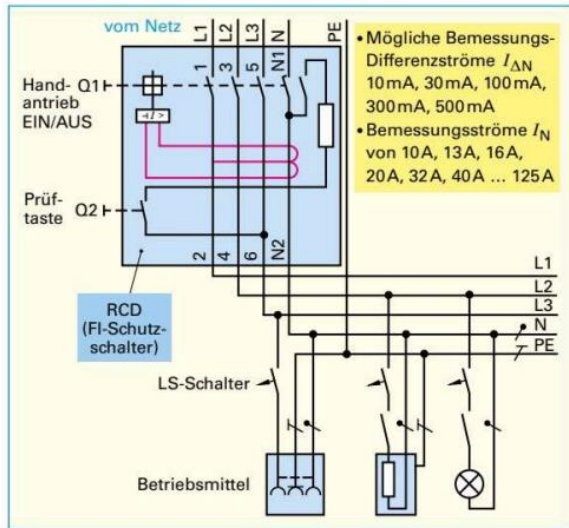 vom Netz
L1 L2 L3 N PE
• Mögliche Bemessungs-
Differenzströme IΔN
10 mA, 30 mA, 100 mA,
300 mA, 500 mA
• Bemessungsströme IN
von 10 A, 13 A, 16 A,
20 A, 32 A, 40 A ... 125 A
Hand-
antrieb
EIN/AUS
Q1
1 3 5 N1
I >
Prüf-
taste
Q2
2 4 6 N2
RCD
(FI-Schutz-
schalter)
L1
L2
L3
N
PE
LS-Schalter
Betriebsmittel